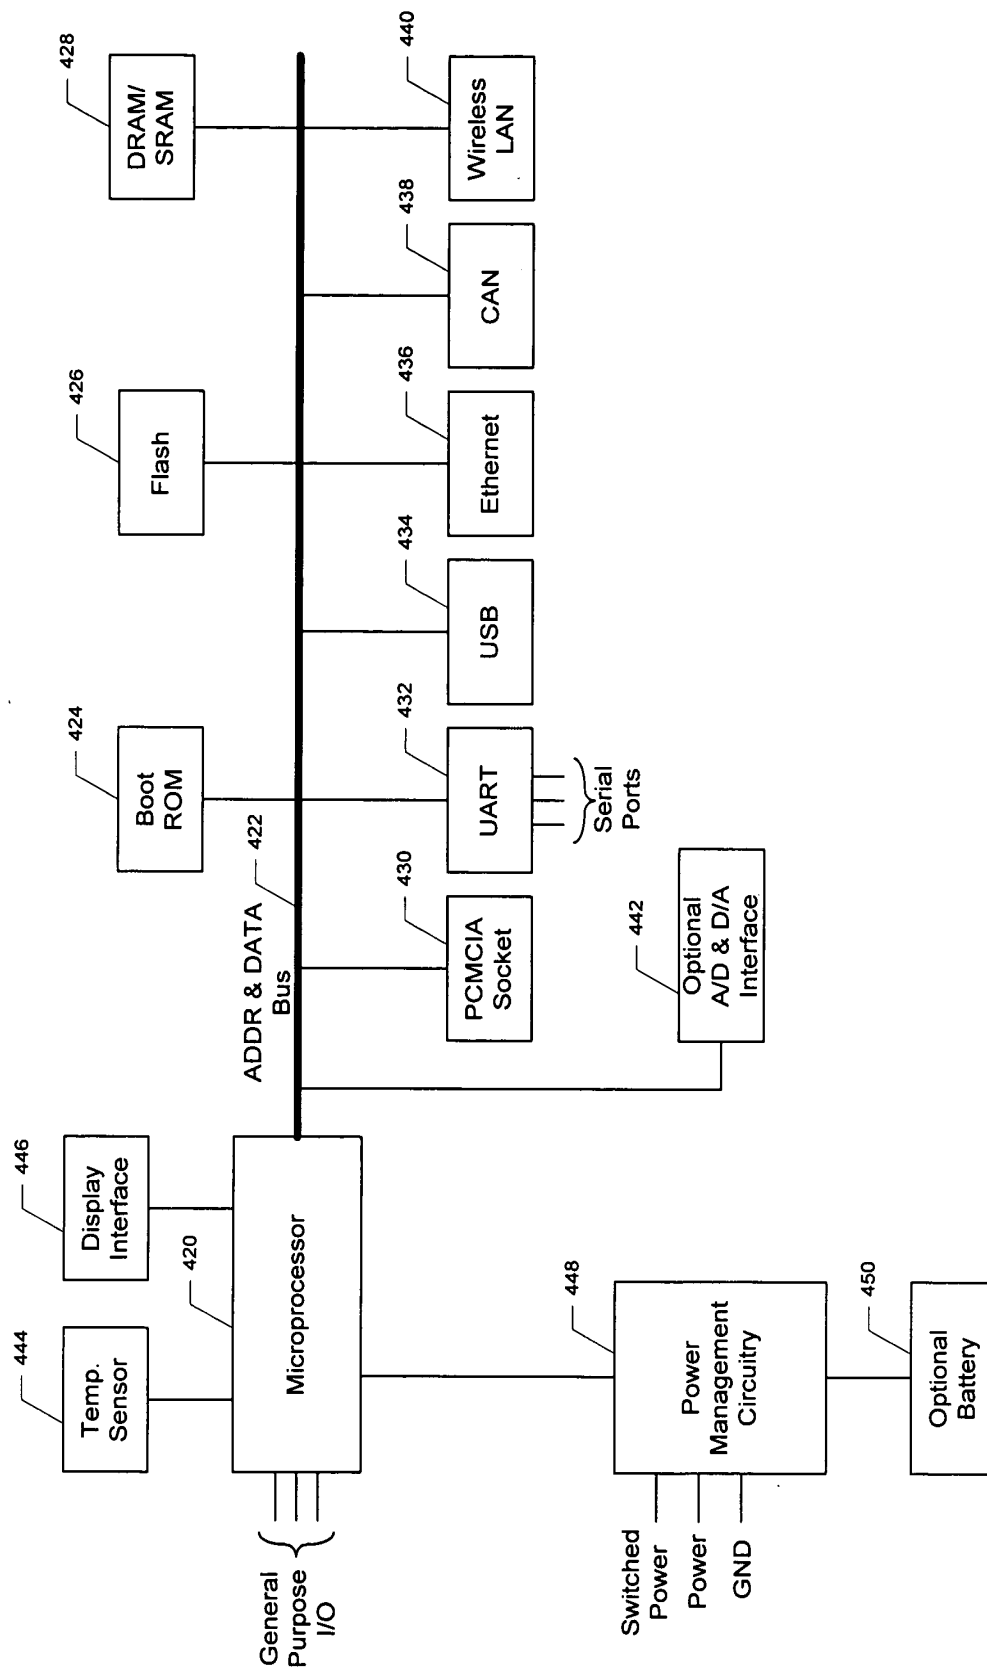 444
Temp.
Sensor
446
Display
Interface
420
Microprocessor
General
Purpose
I/O
ADDR & DATA
Bus
422
424
Boot
ROM
426
Flash
428
DRAM/
SRAM
430
PCMCIA
Socket
432
UART
Serial
Ports
434
USB
436
Ethernet
438
CAN
440
Wireless
LAN
442
Optional
A/D & D/A
Interface
448
Power
Management
Circuitry
Switched
Power
Power
GND
450
Optional
Battery